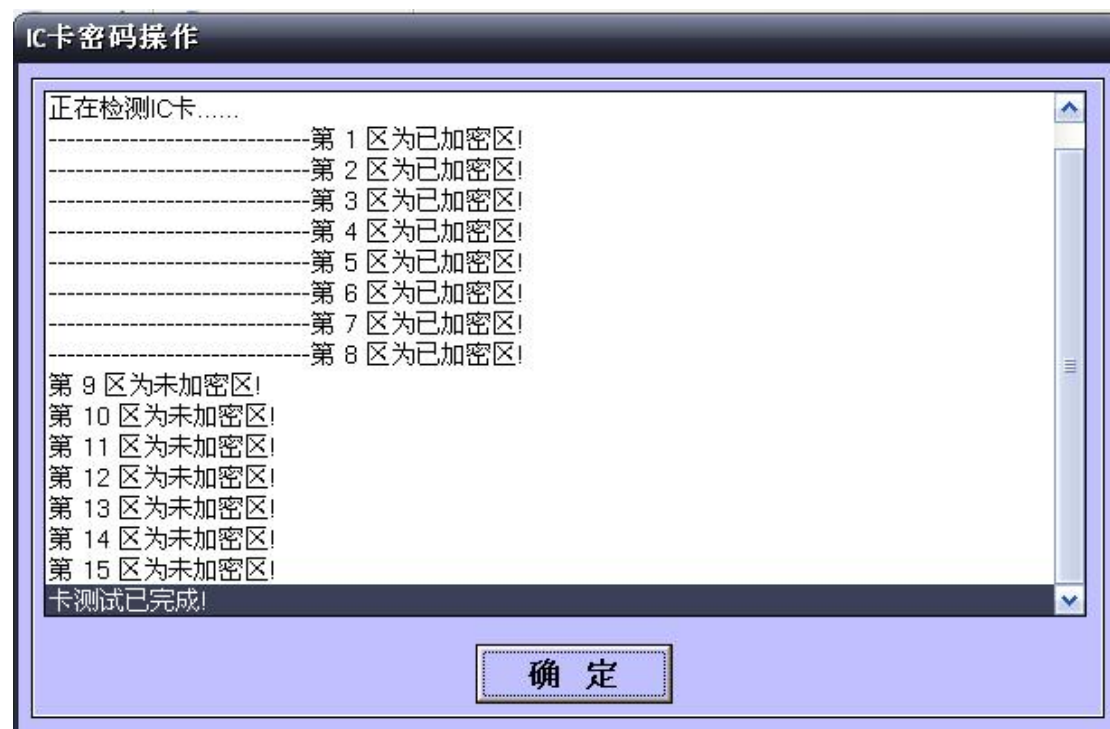 IC卡密码操作
正在检测IC卡......
-----------------------------第 1 区为已加密区!
-----------------------------第 2 区为已加密区!
-----------------------------第 3 区为已加密区!
-----------------------------第 4 区为已加密区!
-----------------------------第 5 区为已加密区!
-----------------------------第 6 区为已加密区!
-----------------------------第 7 区为已加密区!
-----------------------------第 8 区为已加密区!
第 9 区为未加密区!
第 10 区为未加密区!
第 11 区为未加密区!
第 12 区为未加密区!
第 13 区为未加密区!
第 14 区为未加密区!
第 15 区为未加密区!
卡测试已完成!
确 定